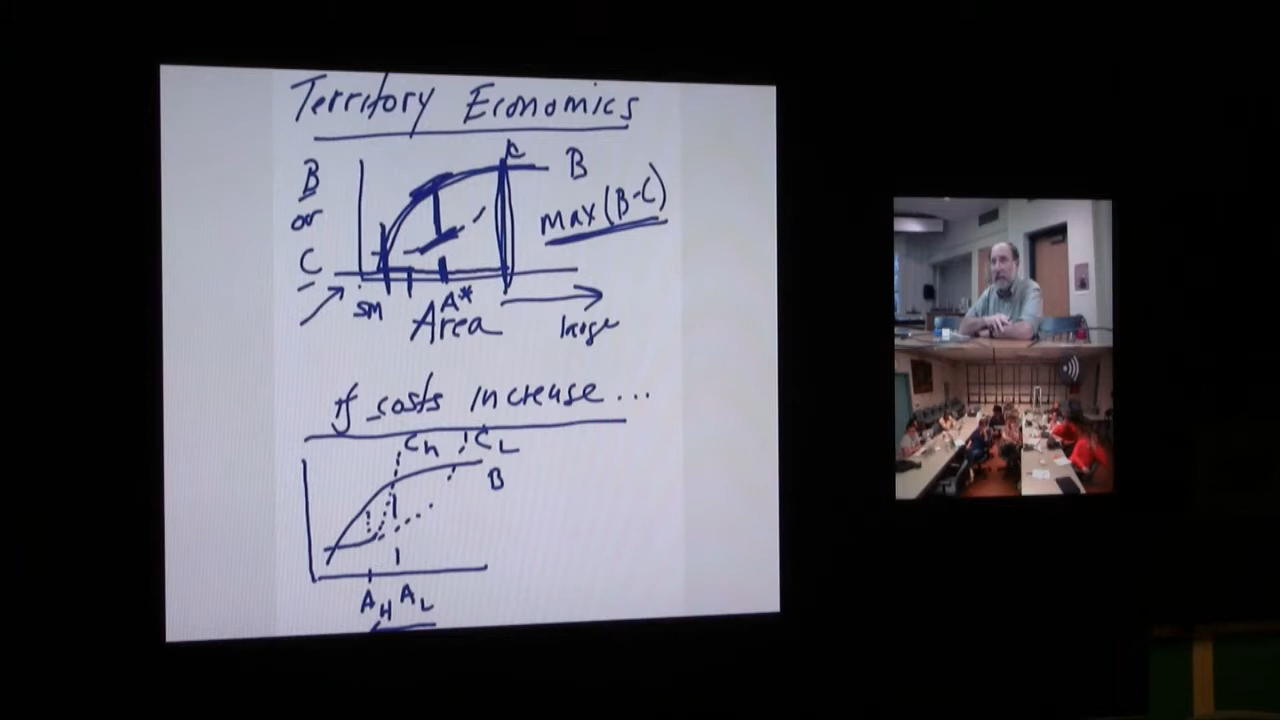 Territory Economics
B
or
C
C
B
max(B-C)
SM
A*
Area
large
If costs increase...
Ch
CL
B
AH AL